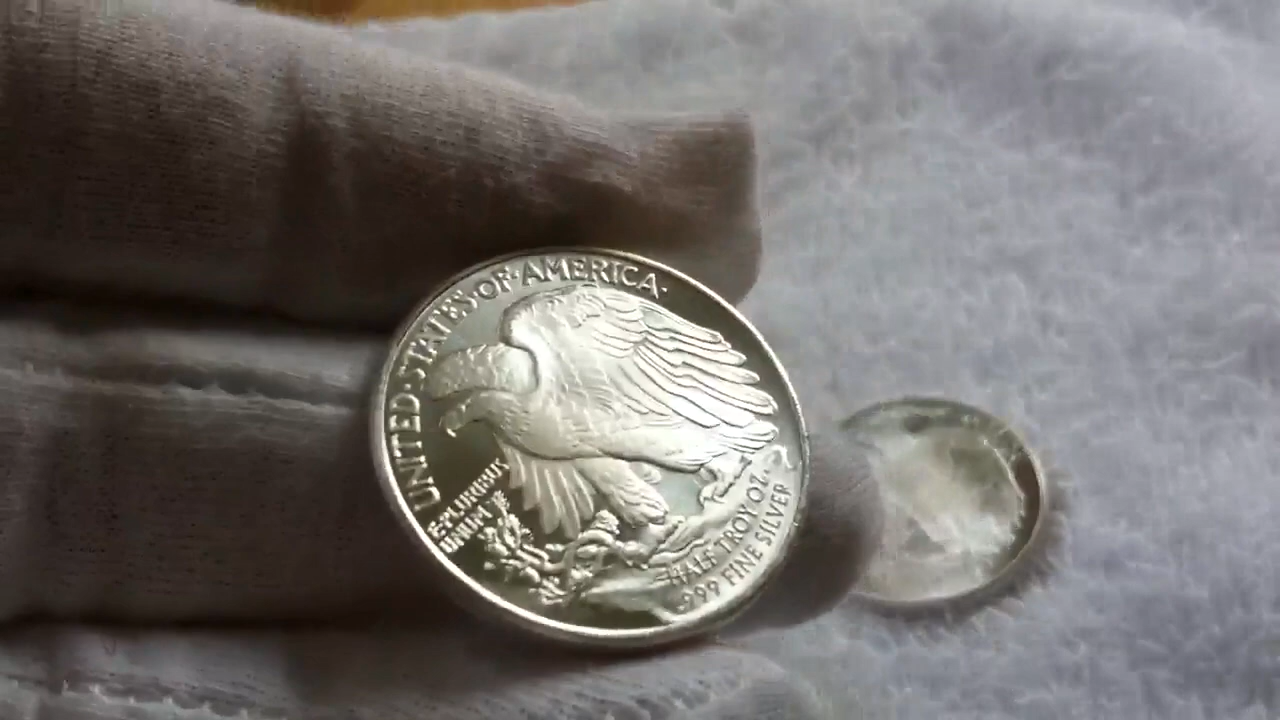 UNITED·STATES·OF·AMERICA·
E·PLURIBUS
UNUM
HALF TROY OZ.
.999 FINE SILVER